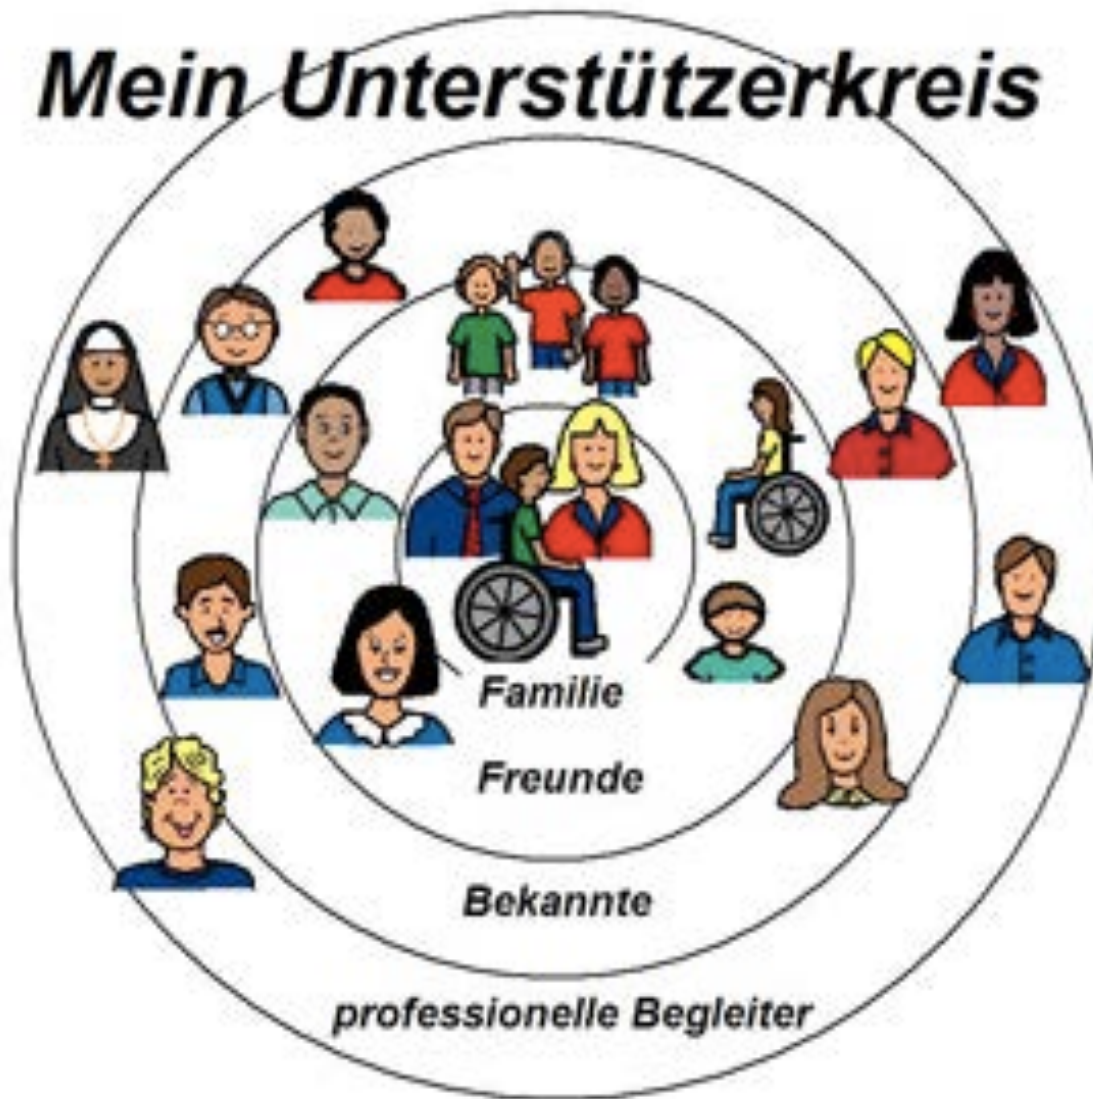 Mein Unterstützerkreis
Familie
Freunde
Bekannte
professionelle Begleiter